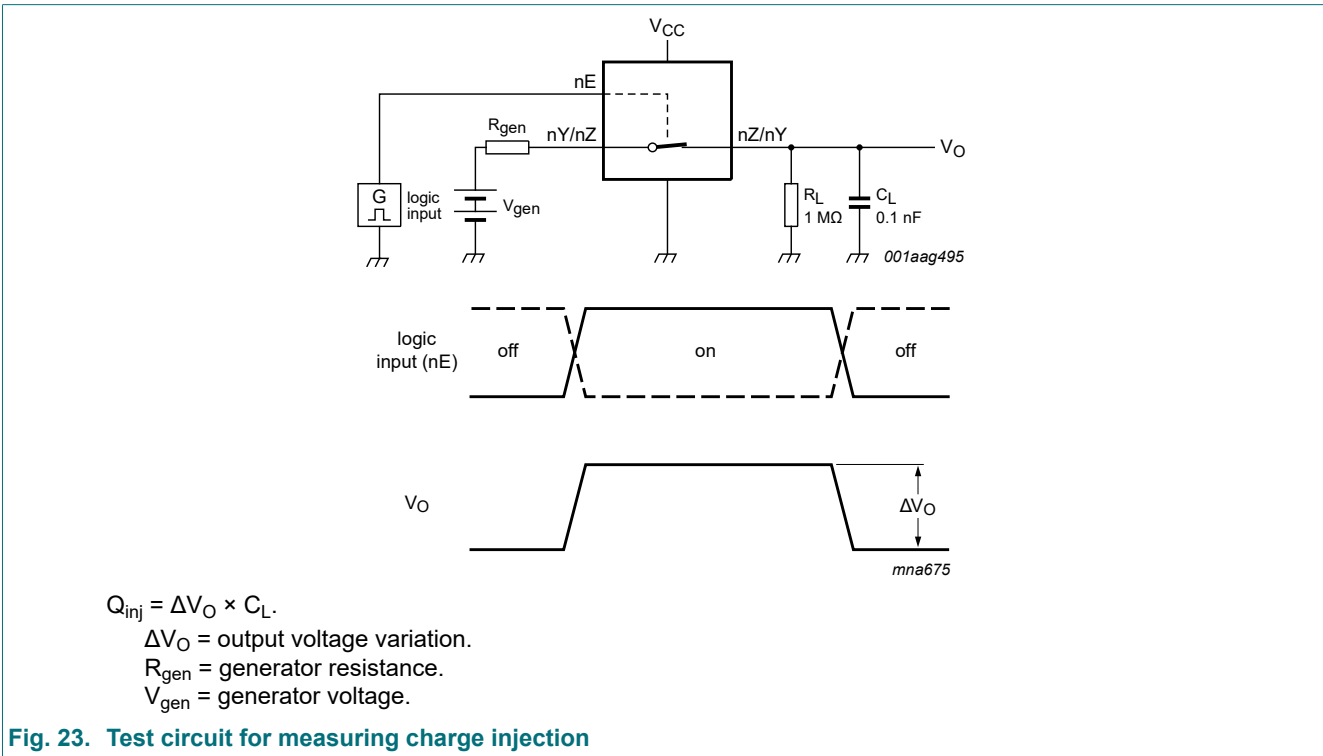 VCC
nE
Rgen
nY/nZ
nZ/nY
VO
G
logic
input
Vgen
RL
1 MΩ
CL
0.1 nF
001aag495
logic
input (nE)
off
on
off
VO
ΔVO
mna675
Qinj = ΔVO × CL.
ΔVO = output voltage variation.
Rgen = generator resistance.
Vgen = generator voltage.
Fig. 23. Test circuit for measuring charge injection